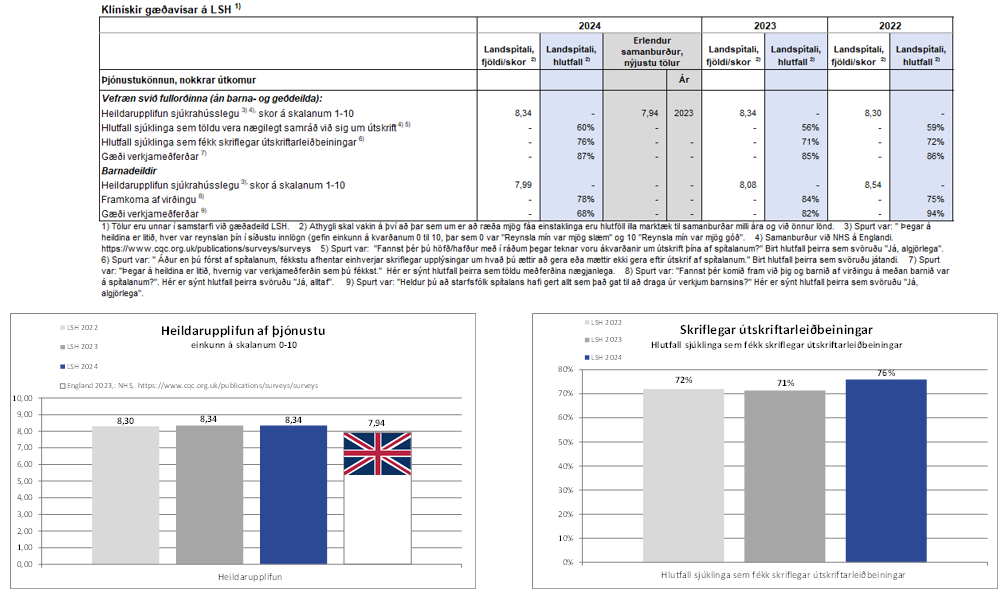 Klínískir gæðavísar á LSH 1)
2024 2023 2022
Landspítali, fjöldi/skor 2) Landspítali, hlutfall 2) Erlendur samanburður, nýjustu tölur Landspítali, fjöldi/skor 2) Landspítali, hlutfall 2) Landspítali, fjöldi/skor 2) Landspítali, hlutfall 2)
Þjónustukönnun, nokkrar útkomur Ár
Vefræn svið fullorðinna (án barna- og geðdeilda):
Heildarupplifun sjúkrahússlegu 3) 4), skor á skalanum 1-10 8,34 - 7,94 2023 8,34 - 8,30 -
Hlutfall sjúklinga sem töldu vera nægilegt samráð við sig um útskrift 4) 5) - 60% - - - 56% - 59%
Hlutfall sjúklinga sem fékk skriflegar útskriftarleiðbeiningar 6) - 76% - - - 71% - 72%
Gæði verkjameðferðar 7) - 87% - - - 85% - 86%
Barnadeildir
Heildarupplifun sjúkrahússlegu 3), skor á skalanum 1-10 7,99 - - - 8,08 - 8,54 -
Framkoma af virðingu 8) - 78% - - - 84% - 75%
Gæði verkjameðferðar 9) - 68% - - - 82% - 94%
1) Tölur eru unnar í samstarfi við gæðadeild LSH. 2) Athygli skal vakin á því að þar sem um er að ræða mjög fáa einstaklinga eru hlutföll illa marktæk til samanburðar milli ára og við önnur lönd. 3) Spurt var: " Þegar á
heildina er litið, hver var reynslan þín í síðustu innlögn (gefin einkunn á kvarðanum 0 til 10, þar sem 0 var "Reynsla mín var mjög slæm" og 10 "Reynsla mín var mjög góð". 4) Samanburður við NHS á Englandi.
https://www.cqc.org.uk/publications/surveys/surveys 5) Spurt var: "Fannst þér þú höfð/hafður með í ráðum þegar teknar voru ákvarðanir um útskrift þína af spítalanum?" Birt hlutfall þeirra sem svöruðu "Já, algjörlega".
6) Spurt var: " Áður en þú fórst af spítalanum, fékkstu afhentar einhverjar skriflegar upplýsingar um hvað þú ættir að gera eða mættir ekki gera eftir útskrift af spítalanum." Birt hlutfall þeirra sem svöruðu játandi. 7) Spurt
var: "Þegar á heildina er litið, hvernig var verkjameðferðin sem þú fékkst." Hér er sýnt hlutfall þeirra sem töldu meðferðina nægjanlega. 8) Spurt var: "Fannst þér komið fram við þig og barnið af virðingu á meðan barnið var
á spítalanum?". Hér er sýnt hlutfall þeirra svöruðu "Já, alltaf". 9) Spurt var: "Heldur þú að starfsfólk spítalans hafi gert allt sem það gat til að draga úr verkjum barnsins?" Hér er sýnt hlutfall þeirra sem svöruðu "Já,
algjörlega".
Heildarupplifun af þjónustu
einkunn á skalanum 0-10
LSH 2022
LSH 2023
LSH 2024
England 2023,: NHS, https://www.cqc.org.uk/publications/surveys/surveys
10,00
9,00
8,00
7,00
6,00
5,00
4,00
3,00
2,00
1,00
0,00
8,30 8,34 8,34 7,94
Heildarupplifun
Skriflegar útskriftarleiðbeiningar
Hlutfall sjúklinga sem fékk skriflegar útskriftarleiðbeiningar
LSH 2022
LSH 2023
LSH 2024
80%
70%
60%
50%
40%
30%
20%
10%
0%
72% 71% 76%
Hlutfall sjúklinga sem fékk skriflegar útskriftarleiðbeiningar